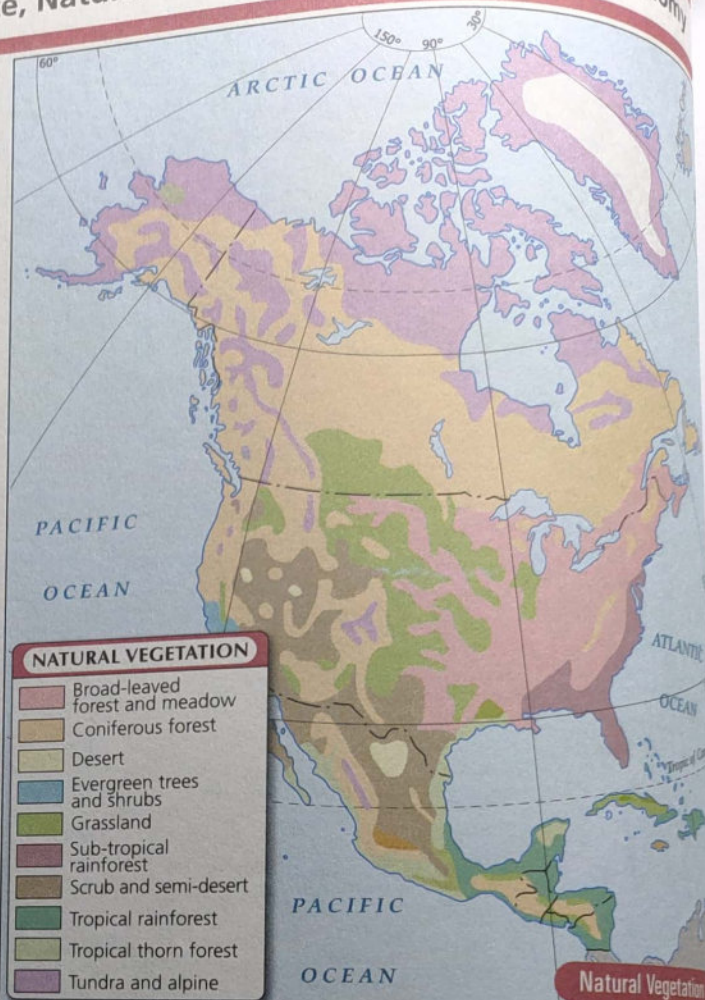 60°
150°
90°
30°
ARCTIC OCEAN
PACIFIC
OCEAN
ATLANTIC
OCEAN
NATURAL VEGETATION
Broad-leaved
forest and meadow
Coniferous forest
Desert
Evergreen trees
and shrubs
Grassland
Sub-tropical
rainforest
Scrub and semi-desert
Tropical rainforest
Tropical thorn forest
Tundra and alpine
PACIFIC
OCEAN
Natural Vegetation